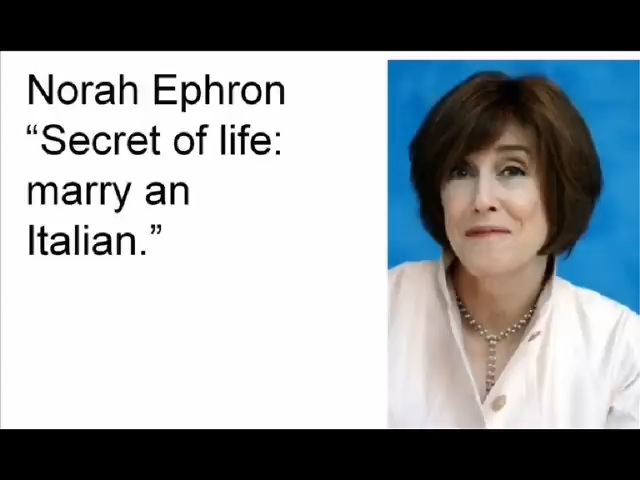 Norah Ephron
“Secret of life:
marry an
Italian.”